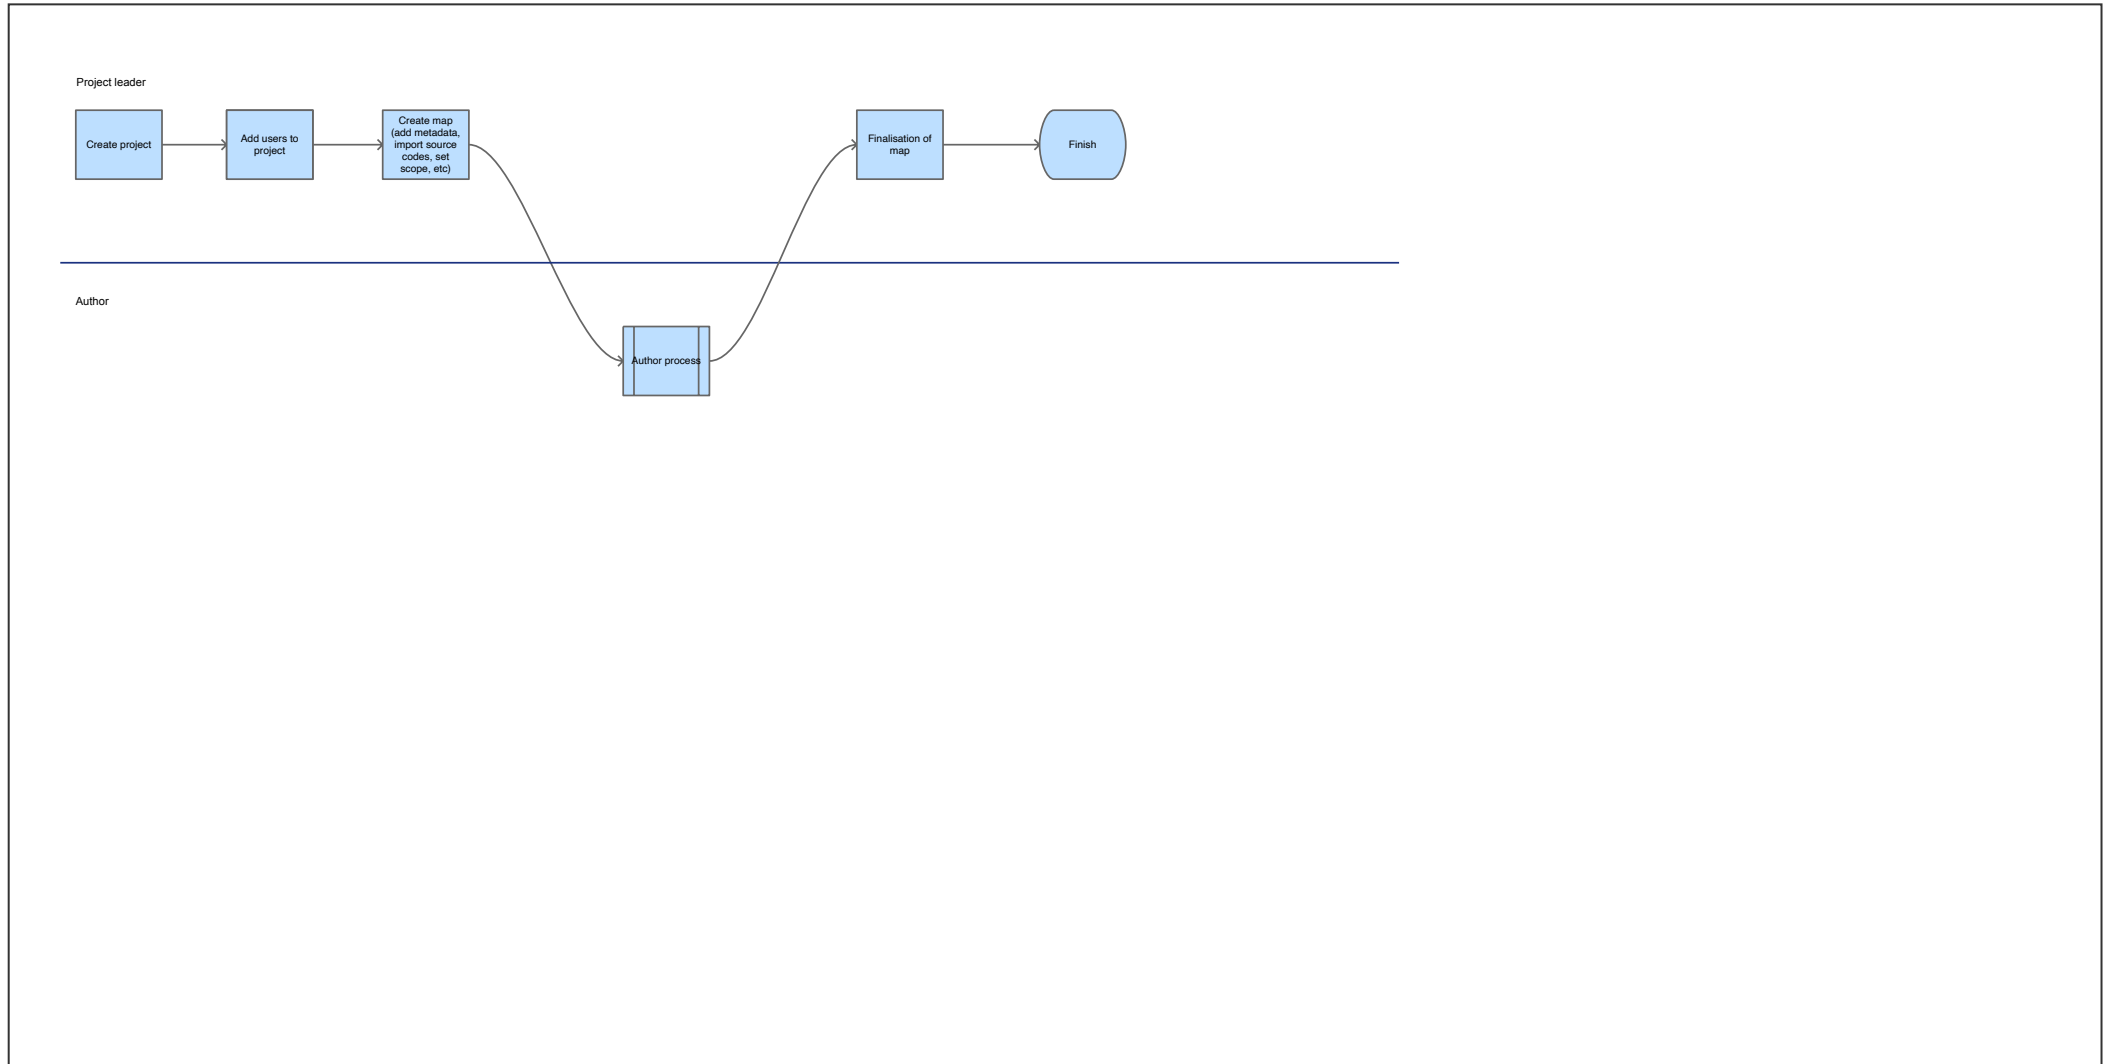 Project leader
Create project
Add users to
project
Create map
(add metadata,
import source
codes, set
scope, etc)
Finalisation of
map
Finish
Author
Author process